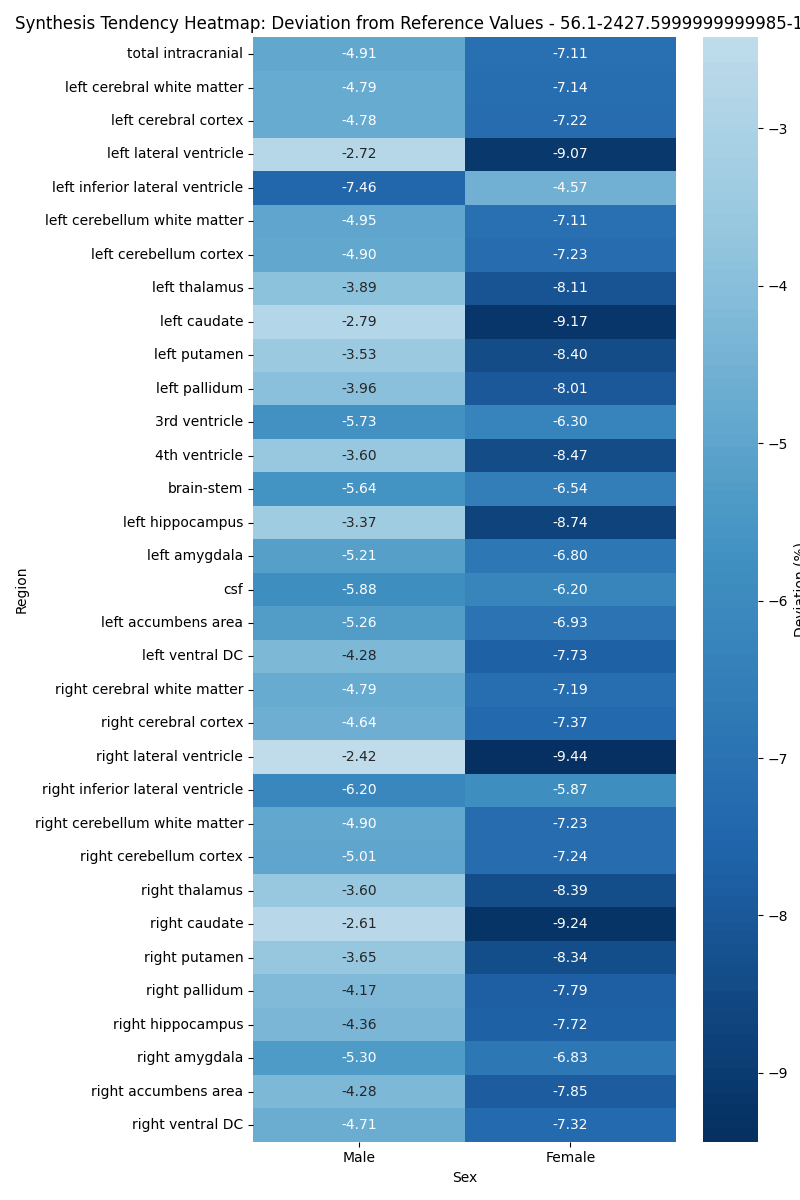 Synthesis Tendency Heatmap: Deviation from Reference Values - 56.1-2427.5999999999985-1
total intracranial -4.91 -7.11
left cerebral white matter -4.79 -7.14
left cerebral cortex -4.78 -7.22
left lateral ventricle -2.72 -9.07
left inferior lateral ventricle -7.46 -4.57
left cerebellum white matter -4.95 -7.11
left cerebellum cortex -4.90 -7.23
left thalamus -3.89 -8.11
left caudate -2.79 -9.17
left putamen -3.53 -8.40
left pallidum -3.96 -8.01
3rd ventricle -5.73 -6.30
4th ventricle -3.60 -8.47
brain-stem -5.64 -6.54
left hippocampus -3.37 -8.74
left amygdala -5.21 -6.80
csf -5.88 -6.20
left accumbens area -5.26 -6.93
left ventral DC -4.28 -7.73
right cerebral white matter -4.79 -7.19
right cerebral cortex -4.64 -7.37
right lateral ventricle -2.42 -9.44
right inferior lateral ventricle -6.20 -5.87
right cerebellum white matter -4.90 -7.23
right cerebellum cortex -5.01 -7.24
right thalamus -3.60 -8.39
right caudate -2.61 -9.24
right putamen -3.65 -8.34
right pallidum -4.17 -7.79
right hippocampus -4.36 -7.72
right amygdala -5.30 -6.83
right accumbens area -4.28 -7.85
right ventral DC -4.71 -7.32
Male Female
Sex
Region
−3
−4
−5
−6
−7
−8
−9
Deviation (%)